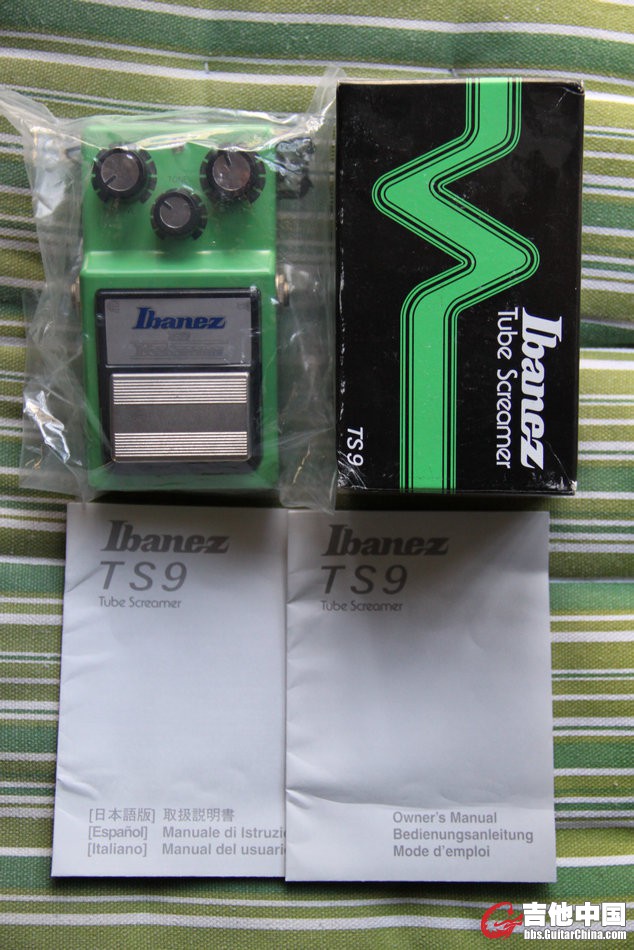 TONE
Ibanez
Ibanez
Tube Screamer
TS9
Ibanez
TS9
Tube Screamer
[日本語版] 取扱説明書
[Español] Manuale di Istruzi
[Italiano] Manual del usuari
Ibanez
TS9
Tube Screamer
Owner's Manual
Bedienungsanleitung
Mode d'emploi
吉他中国
bbs.GuitarChina.com